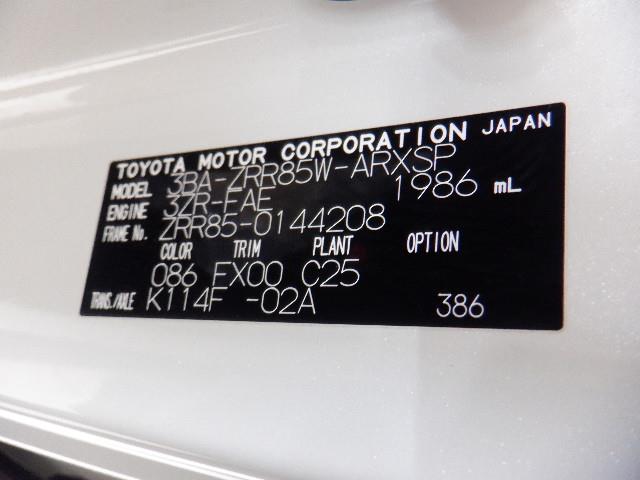 TOYOTA MOTOR CORPORATION JAPAN
MODEL 3BA-ZRR85W-ARXSP
ENGINE 3ZR-FAE 1986 mL
FRAME No. ZRR85-0144208
COLOR TRIM PLANT OPTION
086 FX00 C25
TRANS./AXLE K114F -02A 386